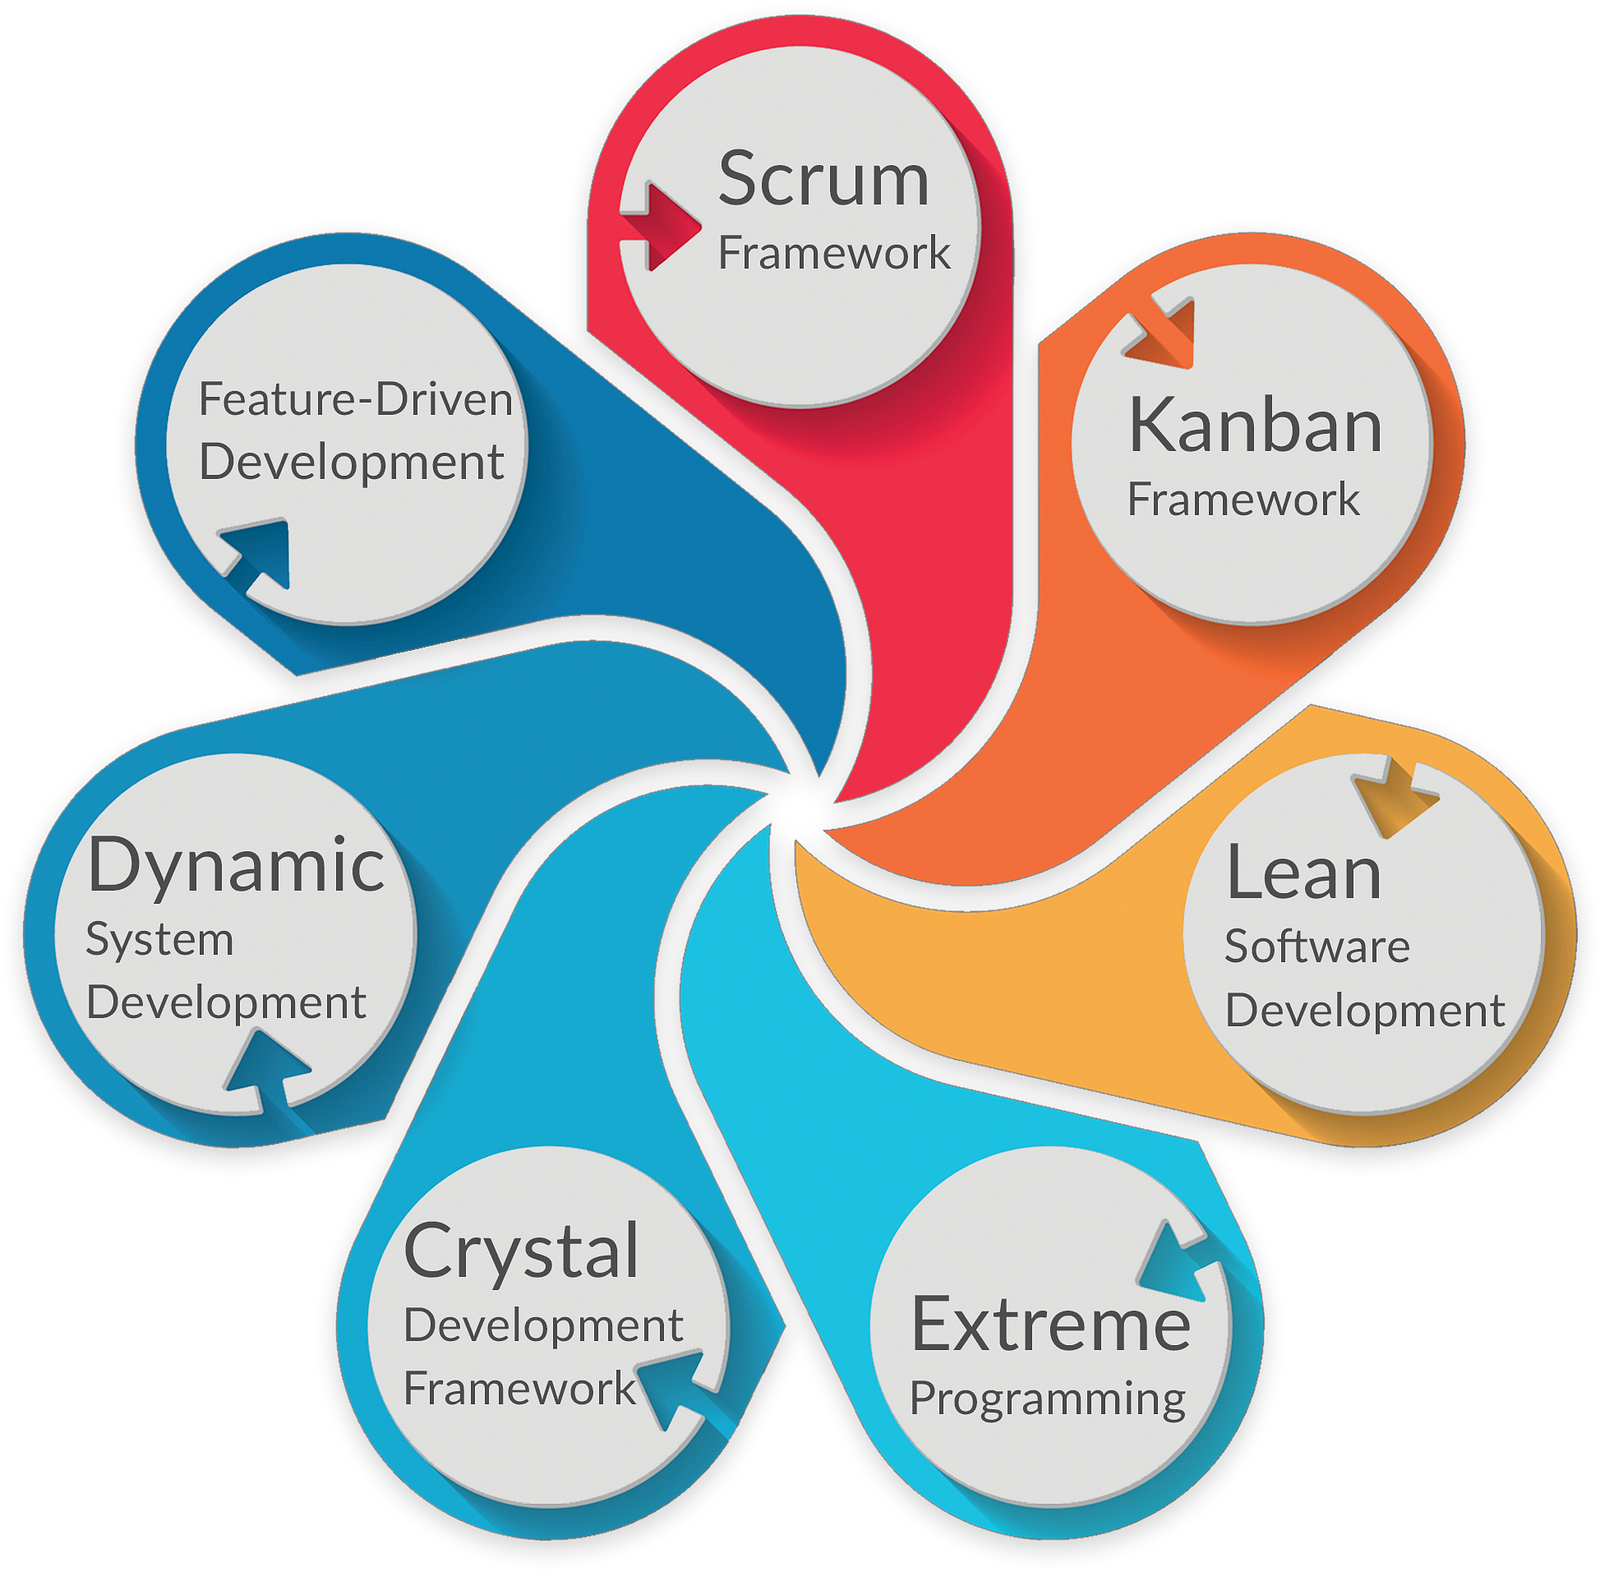 Scrum
Framework
Kanban
Framework
Lean
Software
Development
Extreme
Programming
Crystal
Development
Framework
Dynamic
System
Development
Feature-Driven
Development